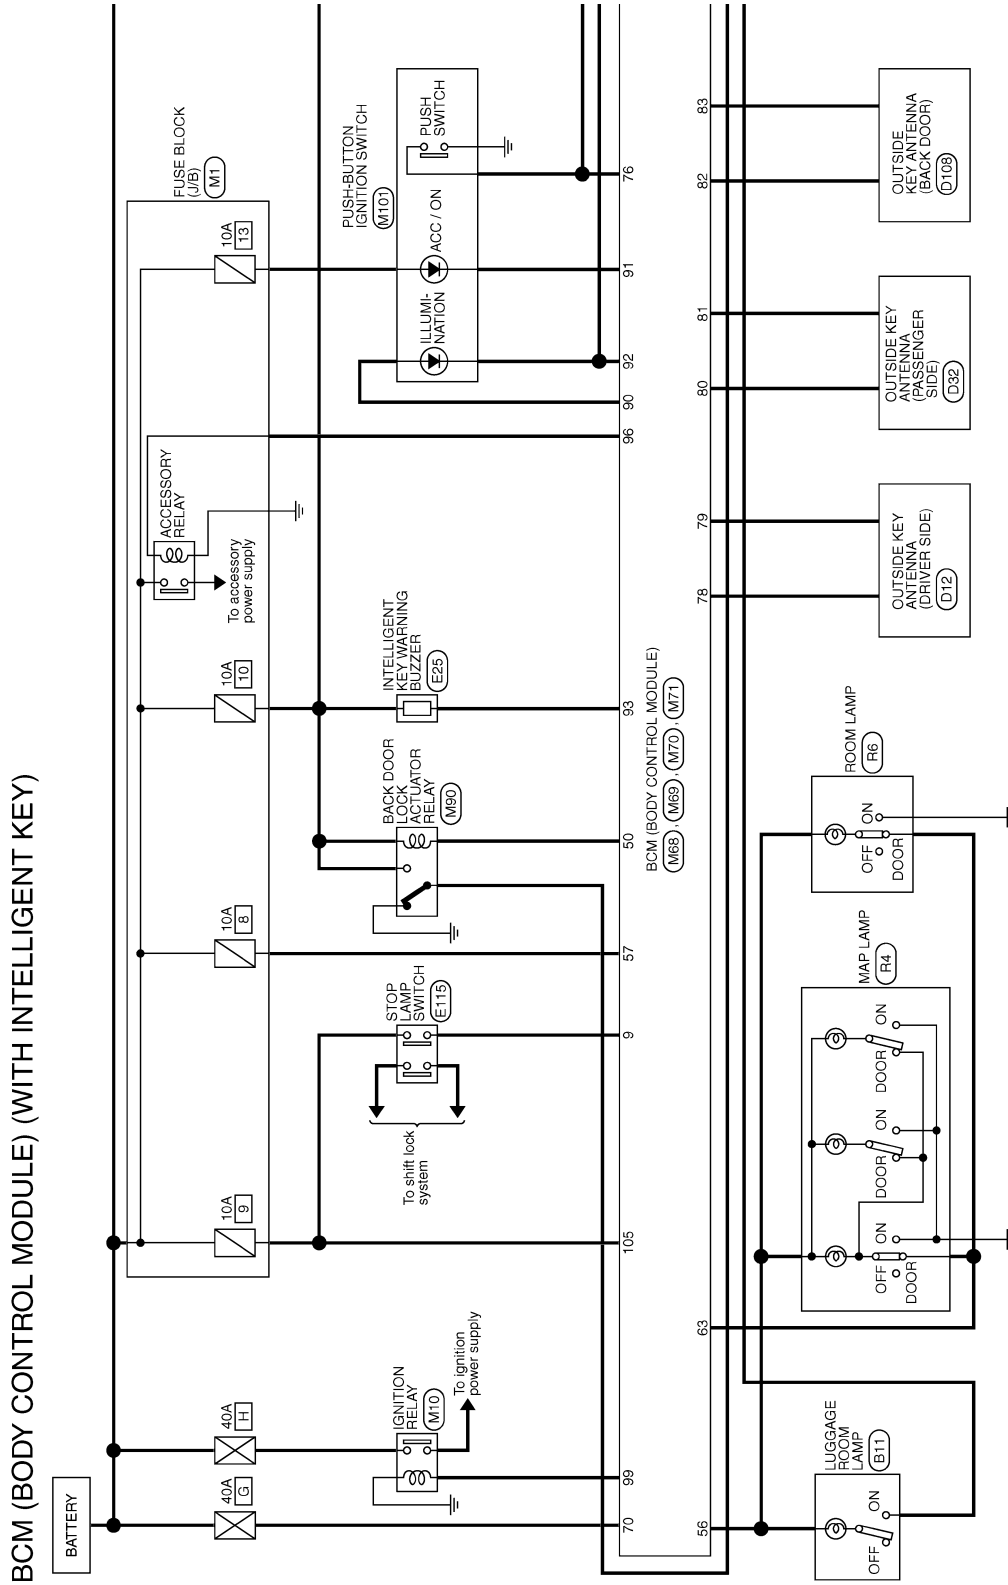 BCM (BODY CONTROL MODULE) (WITH INTELLIGENT KEY)
BATTERY
40A
G
40A
H
10A
9
10A
8
10A
10
10A
13
FUSE BLOCK
(J/B)
M1
ACCESSORY
RELAY
To accessory
power supply
IGNITION
RELAY
M10
To ignition
power supply
To shift lock
system
STOP
LAMP
SWITCH
E115
BACK DOOR
LOCK
ACTUATOR
RELAY
M90
INTELLIGENT
KEY WARNING
BUZZER
E25
PUSH-BUTTON
IGNITION SWITCH
M101
ILLUMI-
NATION
ACC / ON
PUSH
SWITCH
70
99
105
9
57
50
93
96
90
92
91
76
BCM (BODY CONTROL MODULE)
M68 , M69 , M70 , M71
56
63
78
79
80
81
82
83
LUGGAGE
ROOM
LAMP
B11
OFF
ON
MAP LAMP
R4
OFF
ON
DOOR
DOOR
ON
DOOR
ON
ROOM LAMP
R6
OFF
ON
DOOR
OUTSIDE KEY
ANTENNA
(DRIVER SIDE)
D12
OUTSIDE KEY
ANTENNA
(PASSENGER
SIDE)
D32
OUTSIDE
KEY ANTENNA
(BACK DOOR)
D108